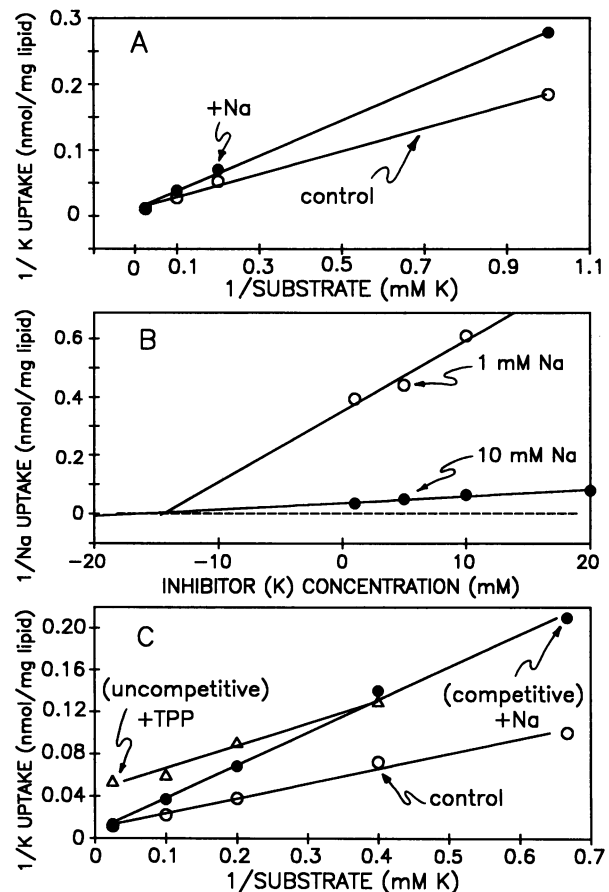 A
1/ K UPTAKE (nmol/mg lipid)
0.3
0.2
0.1
0
+Na
control
0 0.1 0.3 0.5 0.7 0.9 1.1
1/SUBSTRATE (mM K)
B
1/Na UPTAKE (nmol/mg lipid)
0.6
0.4
0.2
0
1 mM Na
10 mM Na
-20 -10 0 10 20
INHIBITOR (K) CONCENTRATION (mM)
C
1/K UPTAKE (nmol/mg lipid)
0.20
0.16
0.12
0.08
0.04
0
(uncompetitive)
+TPP
(competitive)
+Na
control
0 0.1 0.2 0.3 0.4 0.5 0.6 0.7
1/SUBSTRATE (mM K)